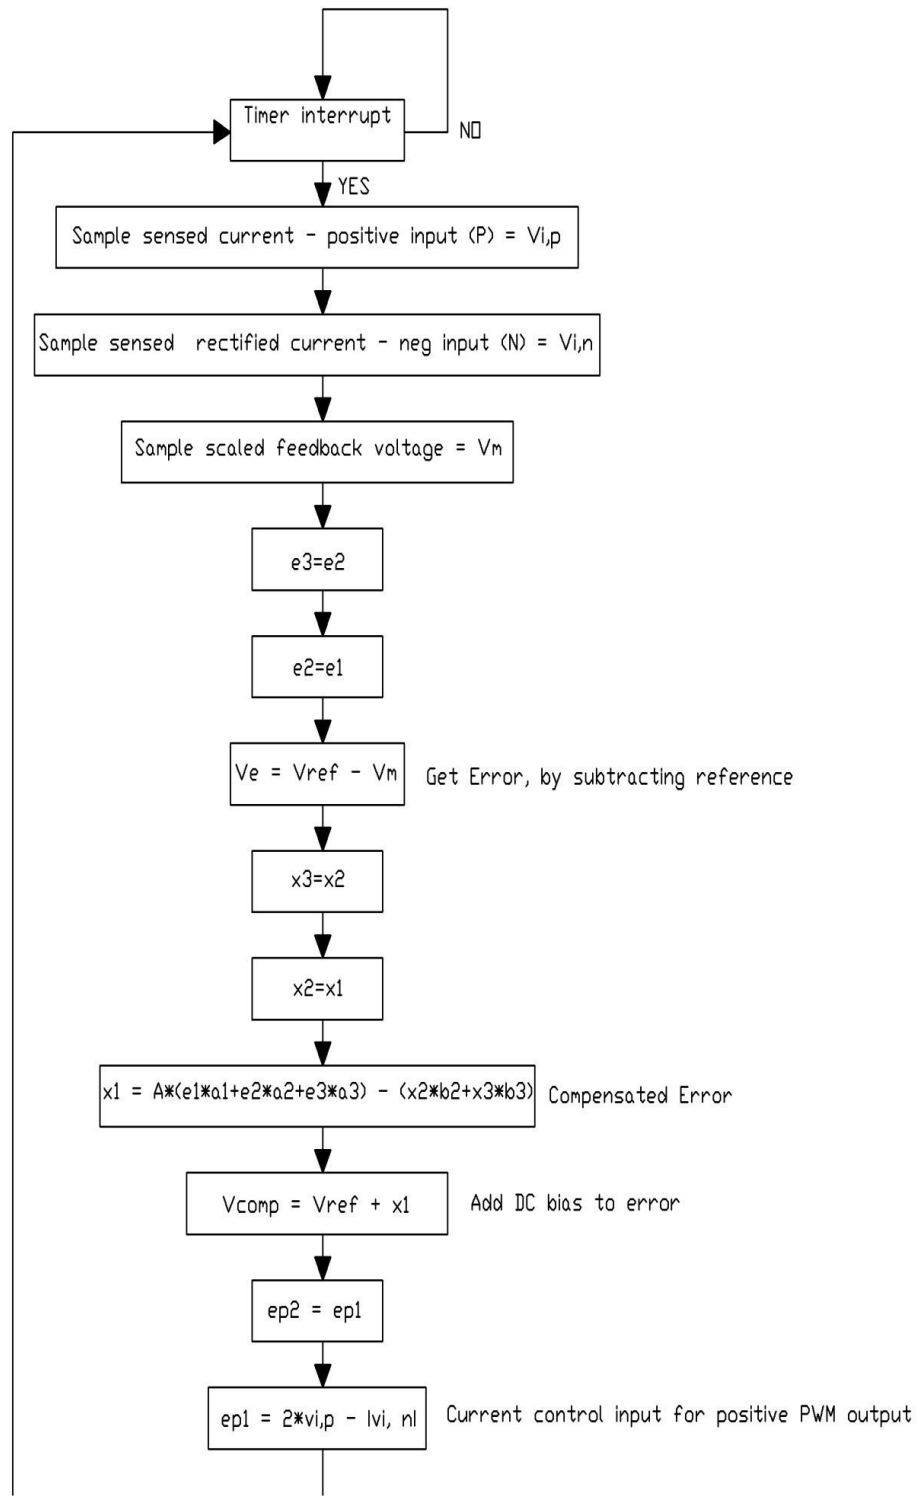 Timer interrupt
NO
YES
Sample sensed current - positive input (P) = Vi,p
Sample sensed rectified current - neg input (N) = Vi,n
Sample scaled feedback voltage = Vm
e3=e2
e2=e1
Ve = Vref - Vm
Get Error, by subtracting reference
x3=x2
x2=x1
x1 = A*(e1*a1+e2*a2+e3*a3) - (x2*b2+x3*b3)
Compensated Error
Vcomp = Vref + x1
Add DC bias to error
ep2 = ep1
ep1 = 2*vi,p - |vi, n|
Current control input for positive PWM output